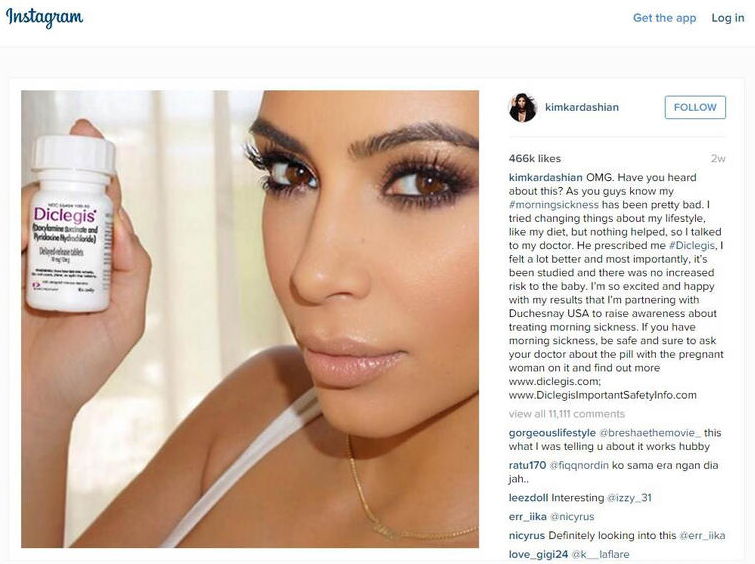 Instagram
Get the app Log in
kimkardashian FOLLOW
466k likes 2w
kimkardashian OMG. Have you heard
about this? As you guys know my
#morningsickness has been pretty bad. I
tried changing things about my lifestyle,
like my diet, but nothing helped, so I talked
to my doctor. He prescribed me #Diclegis, I
felt a lot better and most importantly, it's
been studied and there was no increased
risk to the baby. I'm so excited and happy
with my results that I'm partnering with
Duchesnay USA to raise awareness about
treating morning sickness. If you have
morning sickness, be safe and sure to ask
your doctor about the pill with the pregnant
woman on it and find out more
www.diclegis.com;
www.DiclegisImportantSafetyInfo.com
view all 11,111 comments
gorgeouslifestyle @breshaethemovie_ this
what I was telling u about it works hubby
ratu170 @fiqqnordin ko sama era ngan dia
jah..
leezdoll Interesting @izzy_31
err_iika @nicyrus
nicyrus Definitely looking into this @err_iika
love_gigi24 @k__laflare
Diclegis
(Doxylamine succinate and
Pyridoxine Hydrochloride)
Delayed-release tablets
Rx only